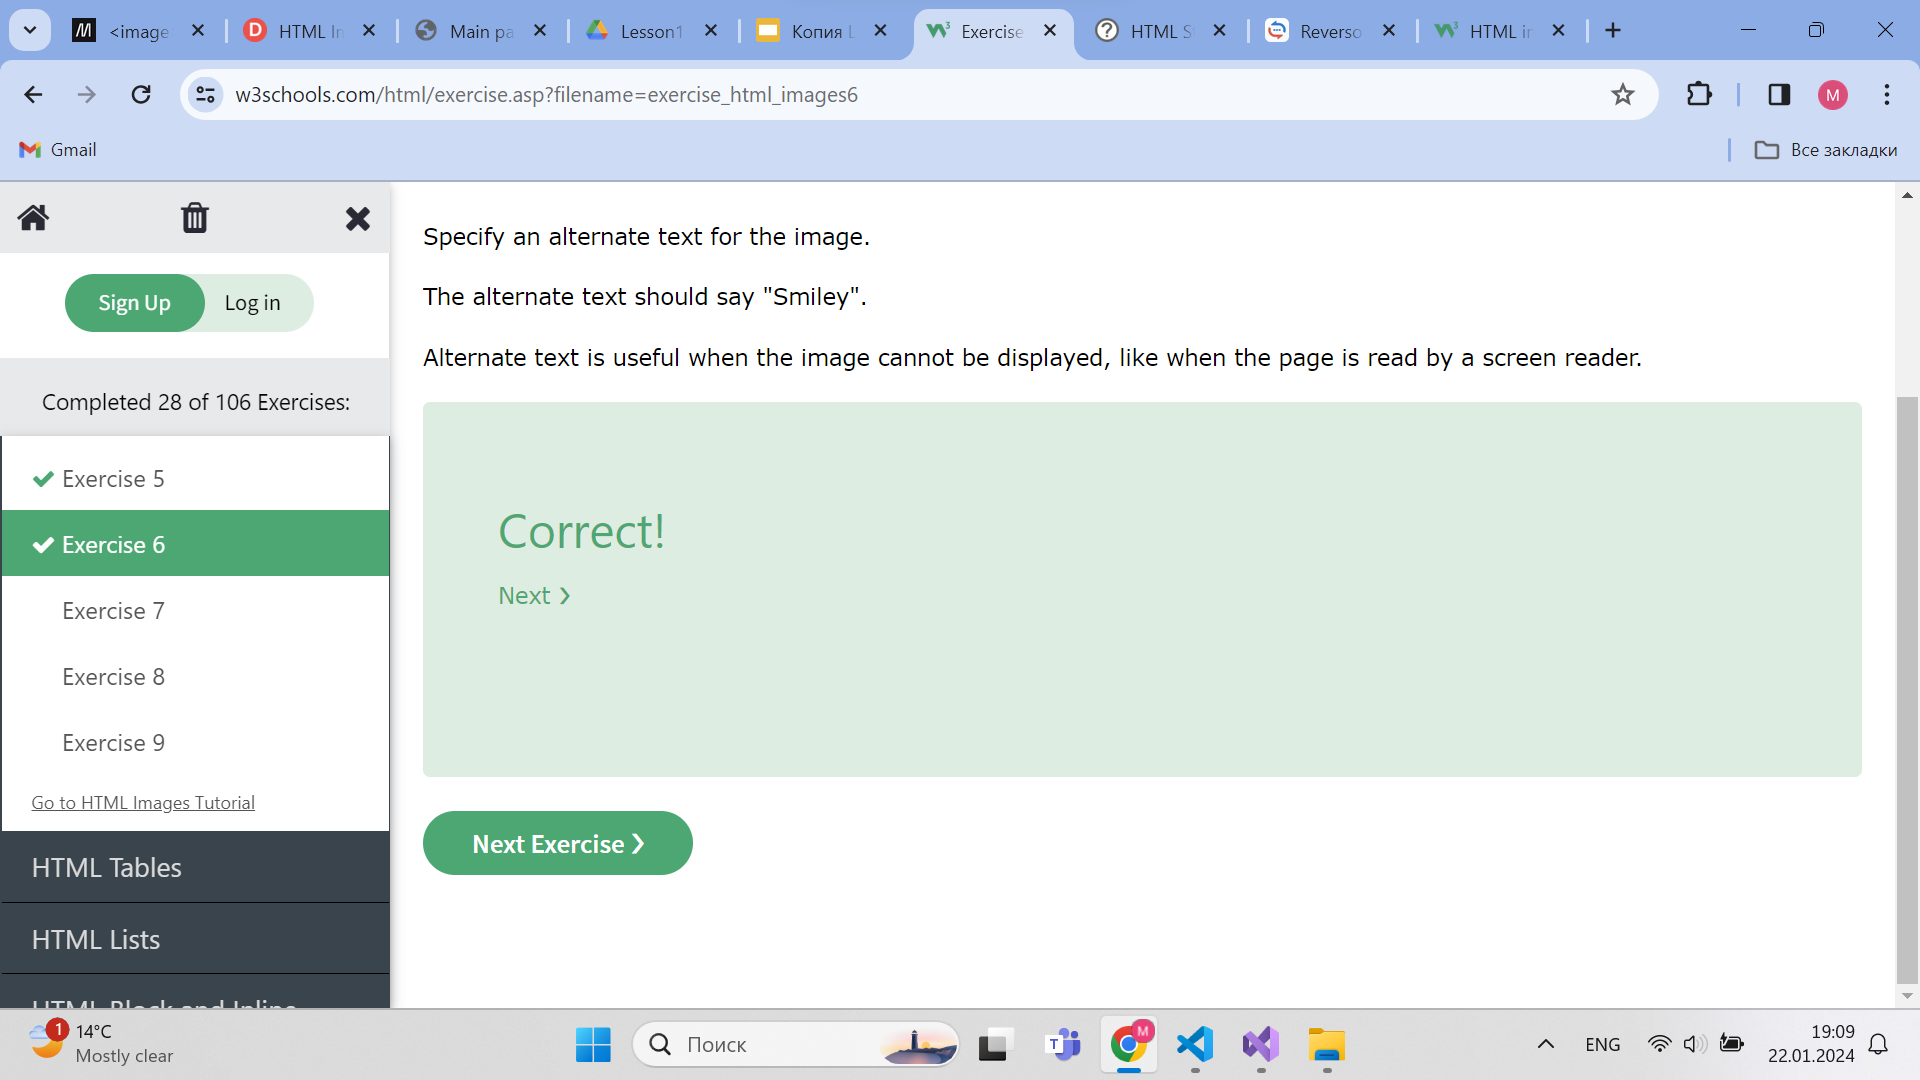 <image
HTML In
Main pa
Lesson1
Копия L
Exercise
HTML S
Reverso
HTML in
w3schools.com/html/exercise.asp?filename=exercise_html_images6
M
Gmail
Все закладки
Sign Up
Log in
Completed 28 of 106 Exercises:
Exercise 5
Exercise 6
Exercise 7
Exercise 8
Exercise 9
Go to HTML Images Tutorial
HTML Tables
HTML Lists
HTML Block and Inline
Specify an alternate text for the image.
The alternate text should say "Smiley".
Alternate text is useful when the image cannot be displayed, like when the page is read by a screen reader.
Correct!
Next ❯
Next Exercise ❯
1
14°C
Mostly clear
Поиск
M
ENG
19:09
22.01.2024